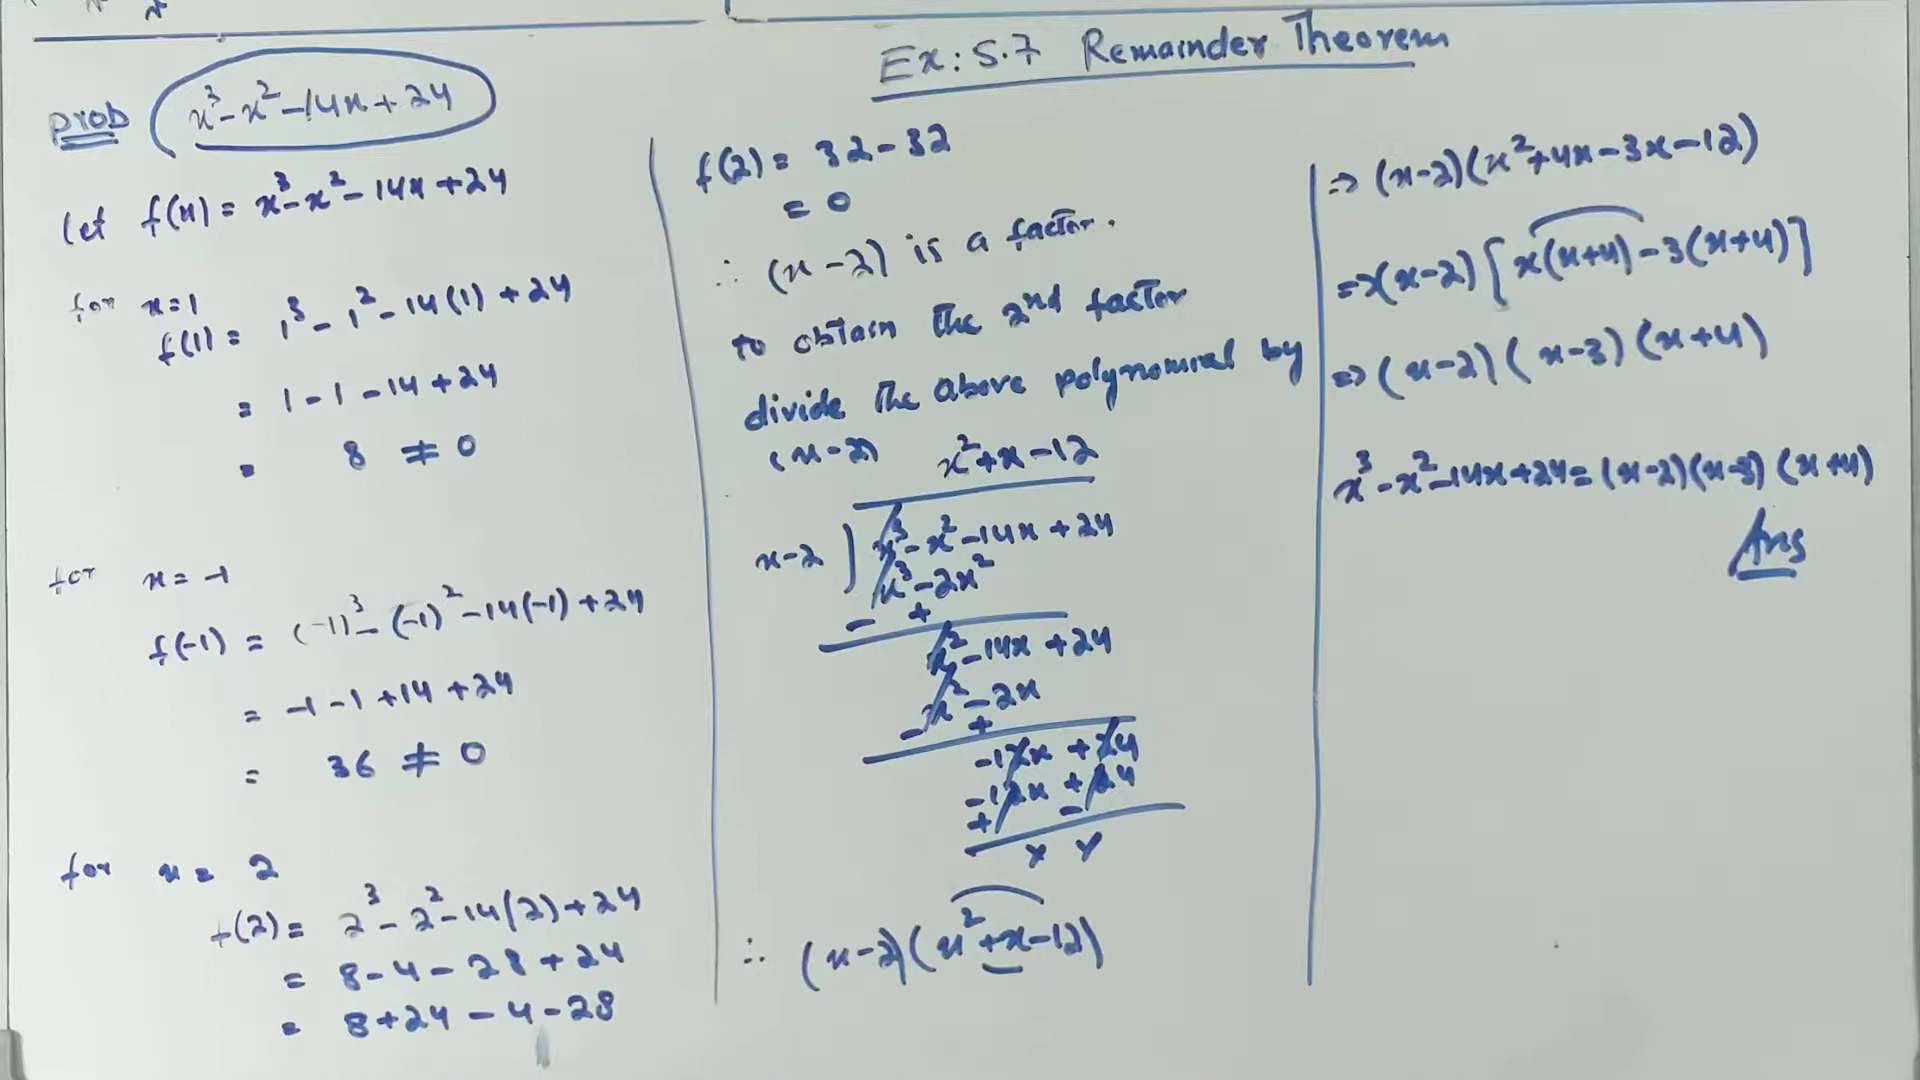 Ex: 5.7 Remainder Theorem
prob x³-x²-14x+24
let f(x) = x³-x²-14x+24
for x=1
f(1) = 1³-1²-14(1)+24
= 1-1-14+24
= 8 ≠ 0
for x=-1
f(-1) = (-1)³-(-1)²-14(-1)+24
= -1-1+14+24
= 36 ≠ 0
for x = 2
f(2) = 2³-2²-14(2)+24
= 8-4-28+24
= 8+24-4-28
f(2) = 32-32
= 0
∴ (x-2) is a factor.
to obtain the 2nd factor
divide the above polynomial by
(x-2) x²+x-12
x-2 ) x³-x²-14x+24
x³-2x²
- +
x²-14x+24
x²-2x
- +
-12x+24
-12x+24
+ -
x x
∴ (x-2)(x²+x-12)
⇒ (x-2)(x²+4x-3x-12)
⇒ (x-2)[x(x+4)-3(x+4)]
⇒ (x-2)(x-3)(x+4)
x³-x²-14x+24=(x-2)(x-3)(x+4)
Ans